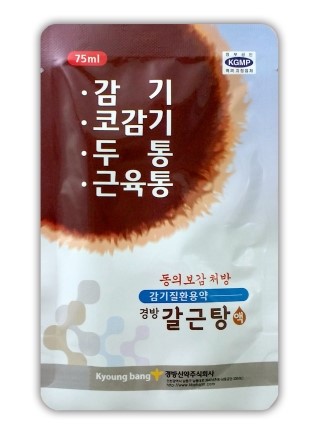 75ml
KGMP
· 감 기
· 코감기
· 두 통
· 근육통
동의보감 처방
감기질환용약
경방 갈근탕 액
Kyoung bang 경방신약주식회사